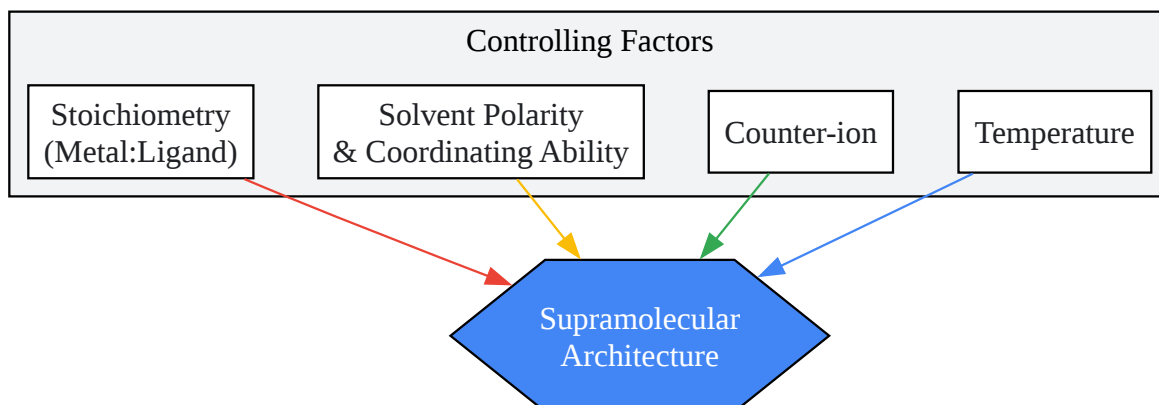 Controlling Factors
Stoichiometry
(Metal:Ligand)
Solvent Polarity
& Coordinating Ability
Counter-ion
Temperature
Supramolecular
Architecture